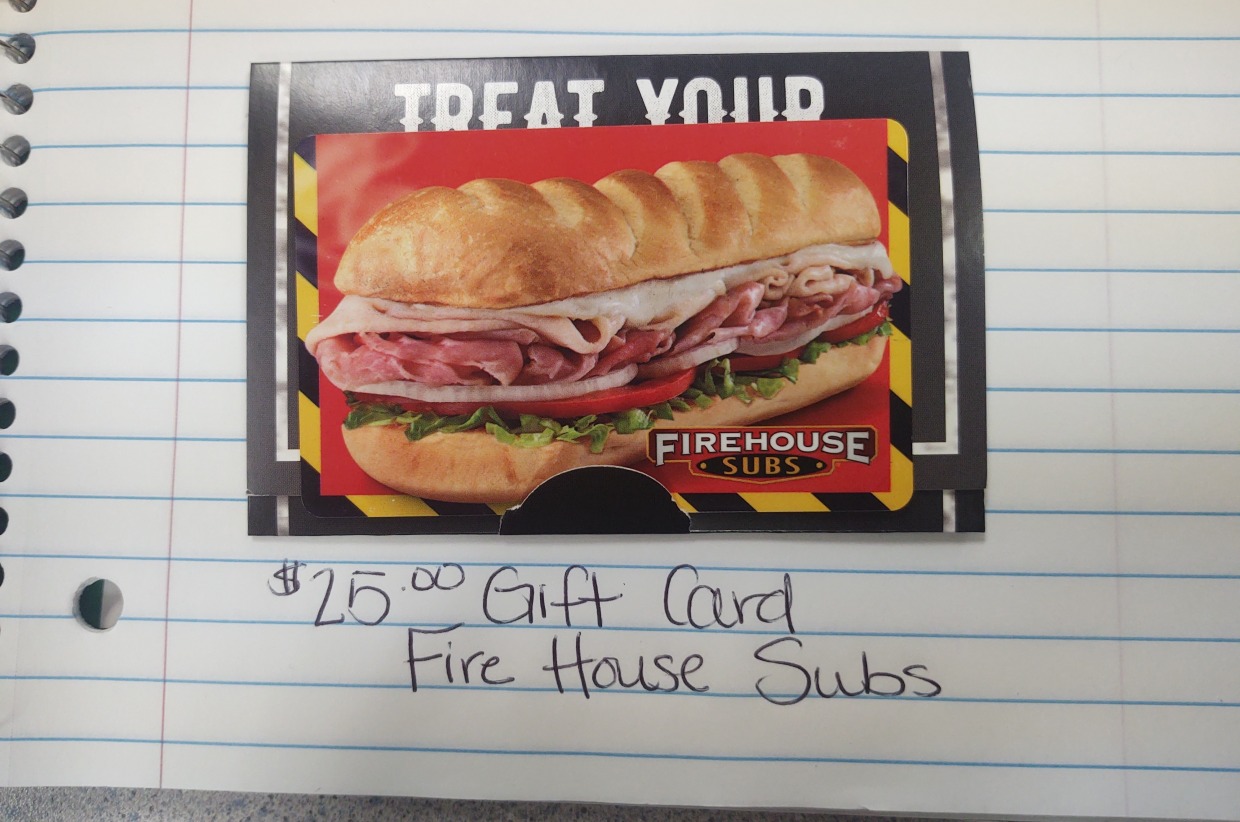 TREAT YOUR
FIREHOUSE
SUBS
$25.00 Gift Card
Fire House Subs